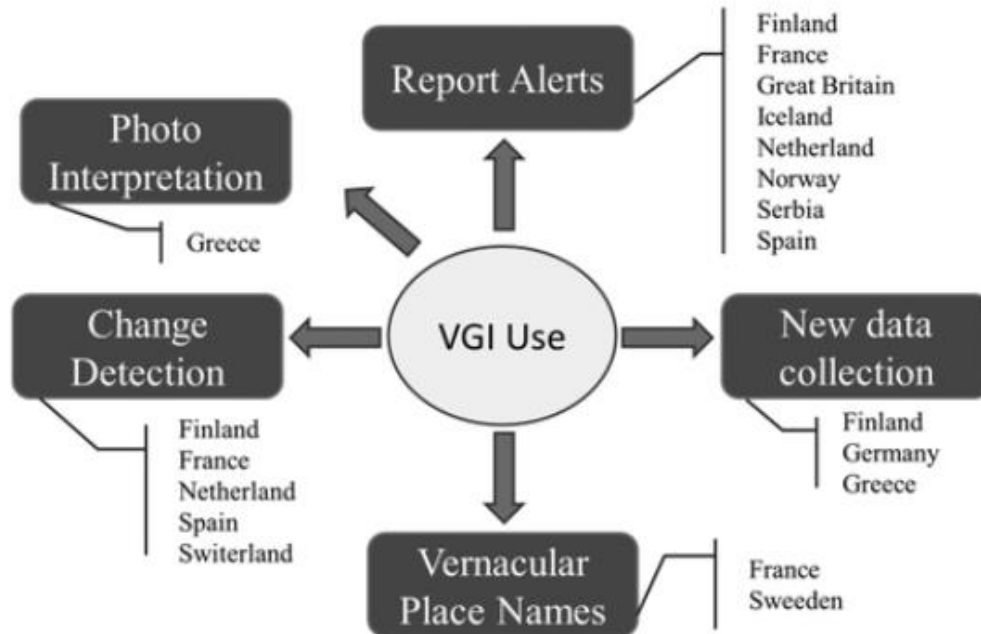 Report Alerts
Finland
France
Great Britain
Iceland
Netherland
Norway
Serbia
Spain
Photo
Interpretation
Greece
VGI Use
Change
Detection
Finland
France
Netherland
Spain
Switerland
New data
collection
Finland
Germany
Greece
Vernacular
Place Names
France
Sweeden